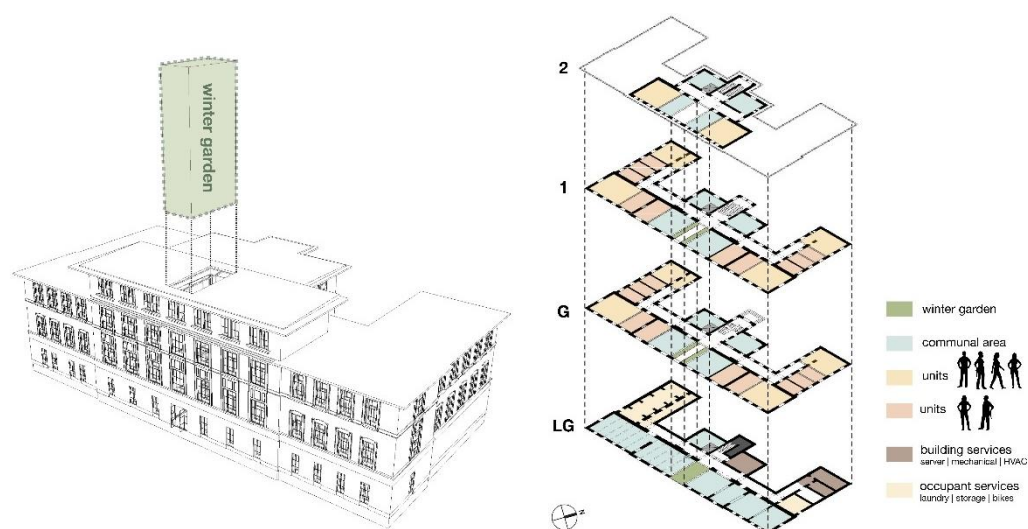 winter garden
2
1
G
LG
N
winter garden
communal area
units
units
building services
server | mechanical | HVAC
occupant services
laundry | storage | bikes